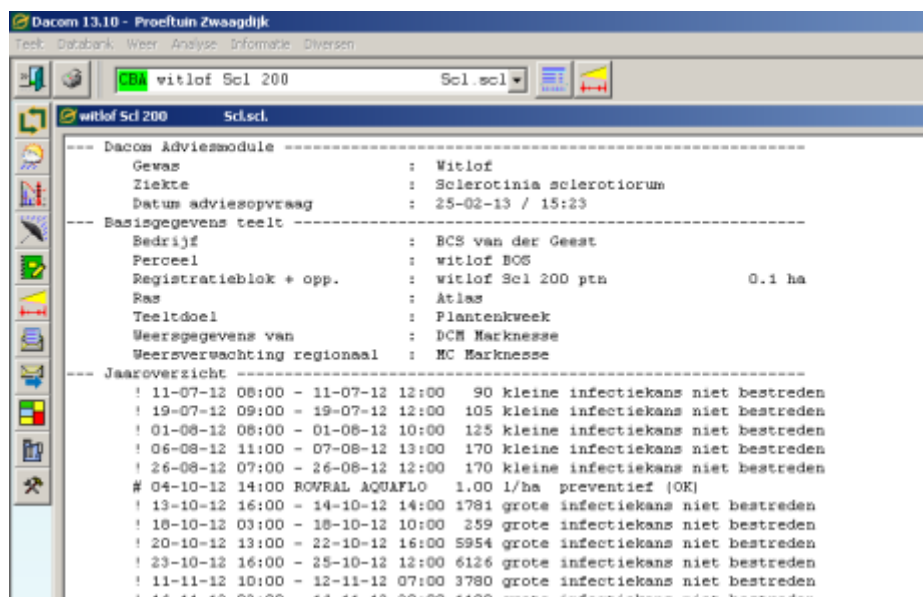 Dacom 13.10 - Proeftuin Zwaagdijk
Teelt Databank Weer Analyse Informatie Diversen
CBA witlof Scl 200 Scl.scl
witlof Scl 200 Scl.scl.
--- Dacom Adviesmodule ---
Gewas : Witlof
Ziekte : Sclerotinia sclerotiorum
Datum adviesopvraag : 25-02-13 / 15:23
--- Basisgegevens teelt ---
Bedrijf : BCS van der Geest
Perceel : witlof BOS
Registratieblok + opp. : witlof Scl 200 ptn 0.1 ha
Ras : Atlas
Teeltdoel : Plantenkweek
Weersgegevens van : DCM Marknesse
Weersverwachting regionaal : MC Marknesse
--- Jaaroverzicht ---
! 11-07-12 08:00 - 11-07-12 12:00 90 kleine infectiekans niet bestreden
! 19-07-12 09:00 - 19-07-12 12:00 105 kleine infectiekans niet bestreden
! 01-08-12 08:00 - 01-08-12 10:00 125 kleine infectiekans niet bestreden
! 06-08-12 11:00 - 07-08-12 13:00 170 kleine infectiekans niet bestreden
! 26-08-12 07:00 - 26-08-12 12:00 170 kleine infectiekans niet bestreden
# 04-10-12 14:00 ROVRAL AQUAFLO 1.00 l/ha preventief (OK)
! 13-10-12 16:00 - 14-10-12 14:00 1781 grote infectiekans niet bestreden
! 18-10-12 03:00 - 18-10-12 10:00 259 grote infectiekans niet bestreden
! 20-10-12 13:00 - 22-10-12 16:00 5954 grote infectiekans niet bestreden
! 23-10-12 16:00 - 25-10-12 12:00 6126 grote infectiekans niet bestreden
! 11-11-12 10:00 - 12-11-12 07:00 3780 grote infectiekans niet bestreden